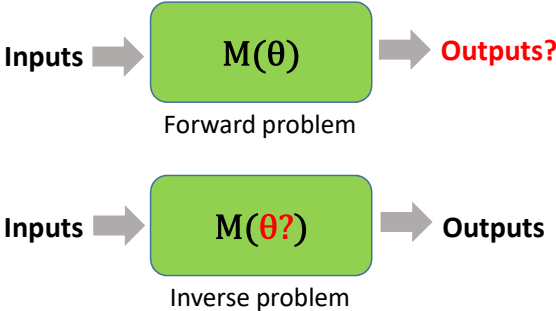 Inputs M(θ) Outputs?
Forward problem
Inputs M(θ?) Outputs
Inverse problem